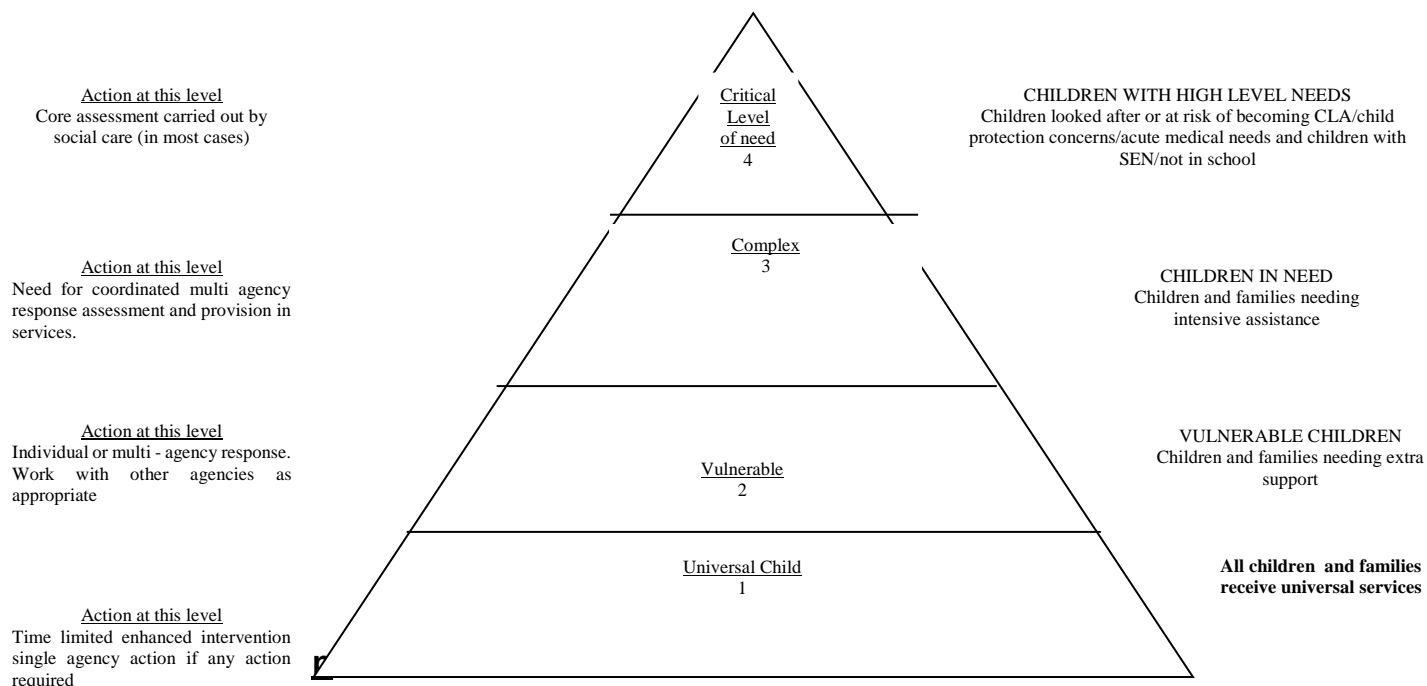 Action at this level
Core assessment carried out by
social care (in most cases)
Critical
Level
of need
4
CHILDREN WITH HIGH LEVEL NEEDS
Children looked after or at risk of becoming CLA/child
protection concerns/acute medical needs and children with
SEN/not in school
Action at this level
Need for coordinated multi agency
response assessment and provision in
services.
Complex
3
CHILDREN IN NEED
Children and families needing
intensive assistance
Action at this level
Individual or multi - agency response.
Work with other agencies as
appropriate
Vulnerable
2
VULNERABLE CHILDREN
Children and families needing extra
support
Universal Child
1
All children and families
receive universal services
Action at this level
Time limited enhanced intervention
single agency action if any action
required